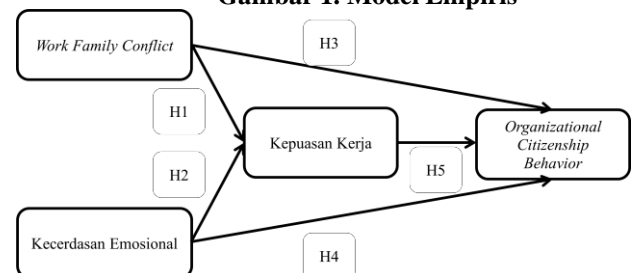 Gambar 1. Model Empiris
Work Family Conflict
H3
H1
Kepuasan Kerja
Organizational
Citizenship
Behavior
H2
H5
Kecerdasan Emosional
H4